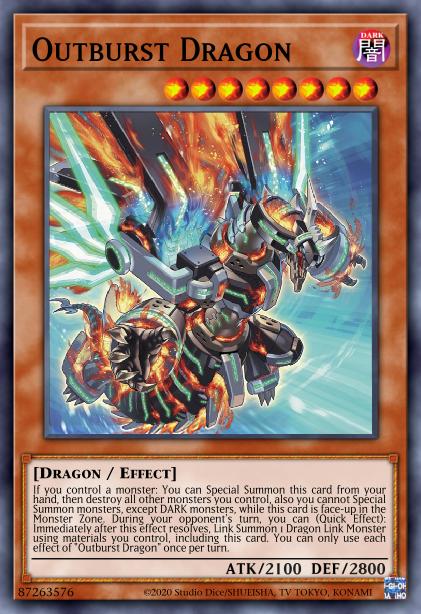 OUTBURST DRAGON
DARK
闇
[DRAGON / EFFECT]
If you control a monster: You can Special Summon this card from your
hand, then destroy all other monsters you control, also you cannot Special
Summon monsters, except DARK monsters, while this card is face-up in the
Monster Zone. During your opponent's turn, you can (Quick Effect):
Immediately after this effect resolves, Link Summon 1 Dragon Link Monster
using materials you control, including this card. You can only use each
effect of "Outburst Dragon" once per turn.
ATK/2100 DEF/2800
87263576 ©2020 Studio Dice/SHUEISHA, TV TOKYO, KONAMI